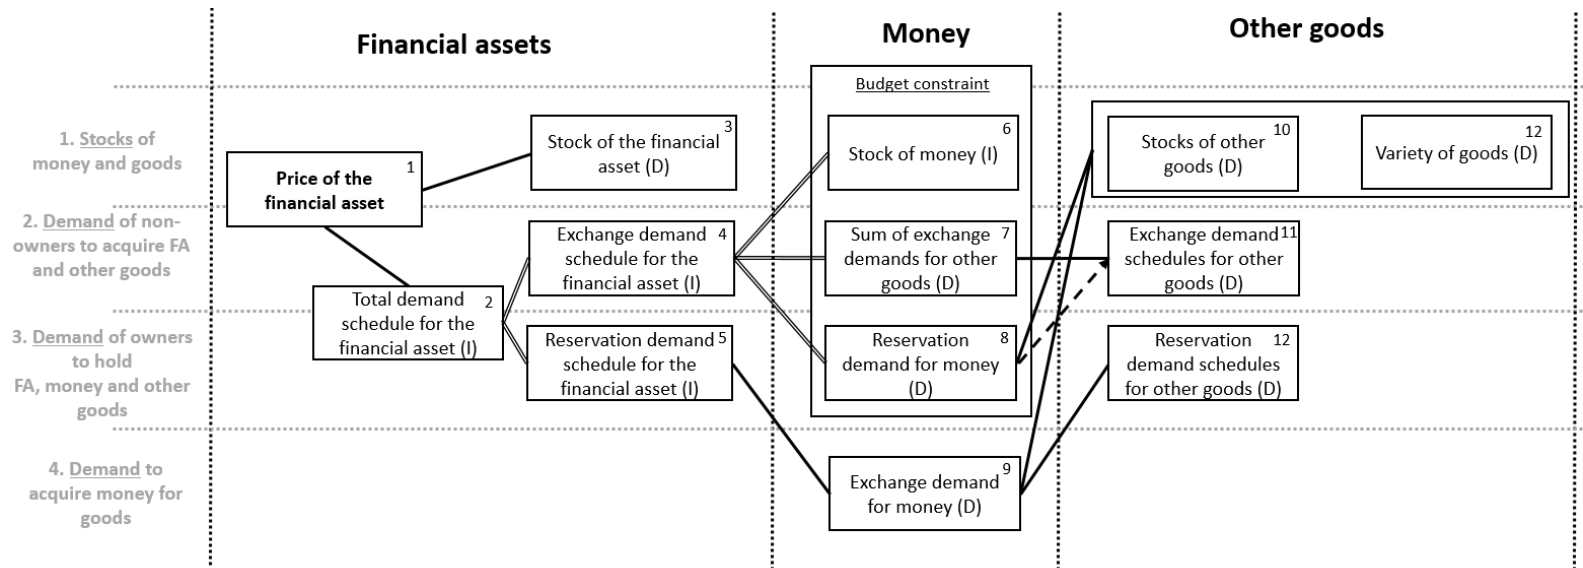 Financial assets
Money
Other goods
1. Stocks of
money and goods
2. Demand of non-
owners to acquire FA
and other goods
3. Demand of owners
to hold
FA, money and other
goods
4. Demand to
acquire money for
goods
1
Price of the
financial asset
2
Total demand
schedule for the
financial asset (I)
3
Stock of the financial
asset (D)
4
Exchange demand
schedule for the
financial asset (I)
5
Reservation demand
schedule for the
financial asset (I)
Budget constraint
6
Stock of money (I)
7
Sum of exchange
demands for other
goods (D)
8
Reservation
demand for money
(D)
9
Exchange demand
for money (D)
10
Stocks of other
goods (D)
12
Variety of goods (D)
11
Exchange demand
schedules for other
goods (D)
12
Reservation
demand schedules
for other goods (D)